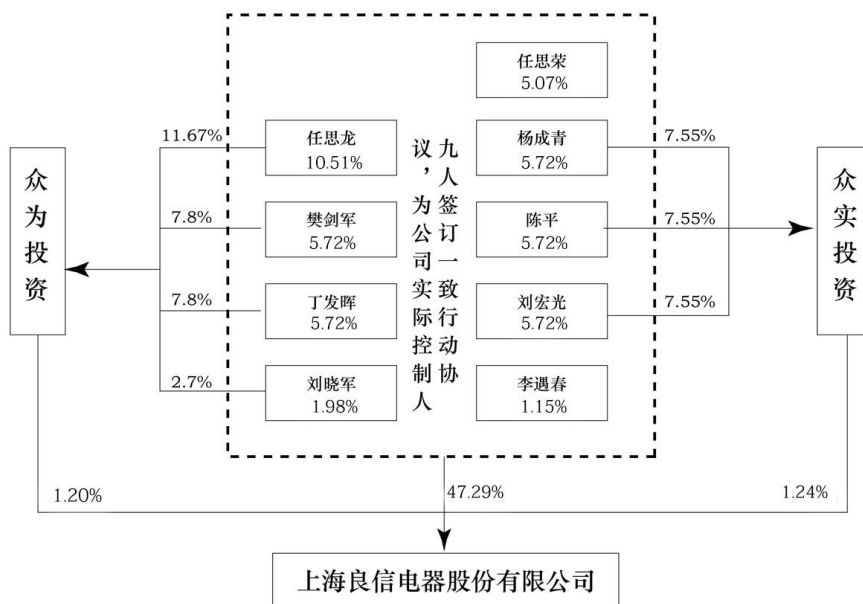 任思荣
5.07%
11.67%
任思龙
10.51%
杨成青
5.72%
7.55%
众为投资
7.8%
樊剑军
5.72%
九人签订一致行动协
议，为公司实际控制人
陈平
5.72%
7.55%
众实投资
7.8%
丁发晖
5.72%
刘宏光
5.72%
7.55%
2.7%
刘晓军
1.98%
李遇春
1.15%
1.20%
47.29%
1.24%
上海良信电器股份有限公司